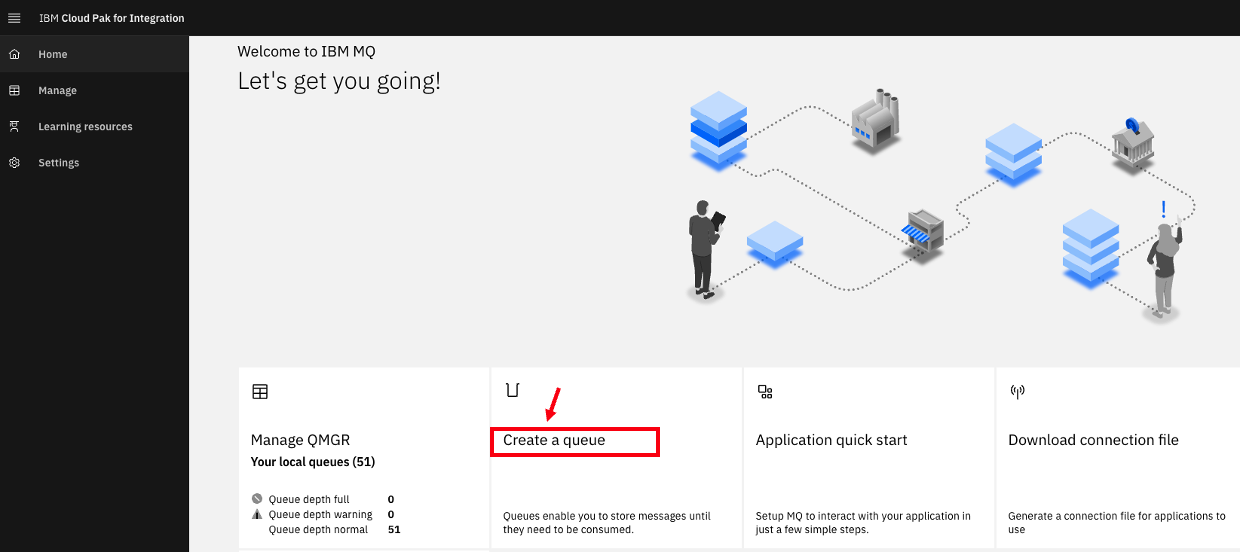 IBM Cloud Pak for Integration
Home
Manage
Learning resources
Settings
Welcome to IBM MQ
Let's get you going!
!
Manage QMGR
Your local queues (51)
Queue depth full 0
Queue depth warning 0
Queue depth normal 51
Create a queue
Queues enable you to store messages until
they need to be consumed.
Application quick start
Setup MQ to interact with your application in
just a few simple steps.
Download connection file
Generate a connection file for applications to
use